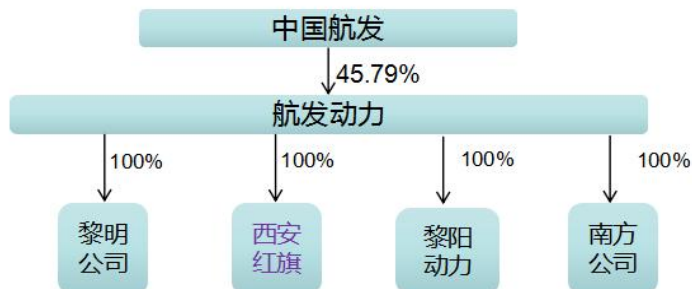 中国航发
45.79%
航发动力
100%
100%
100%
100%
黎明
公司
西安
红旗
黎阳
动力
南方
公司